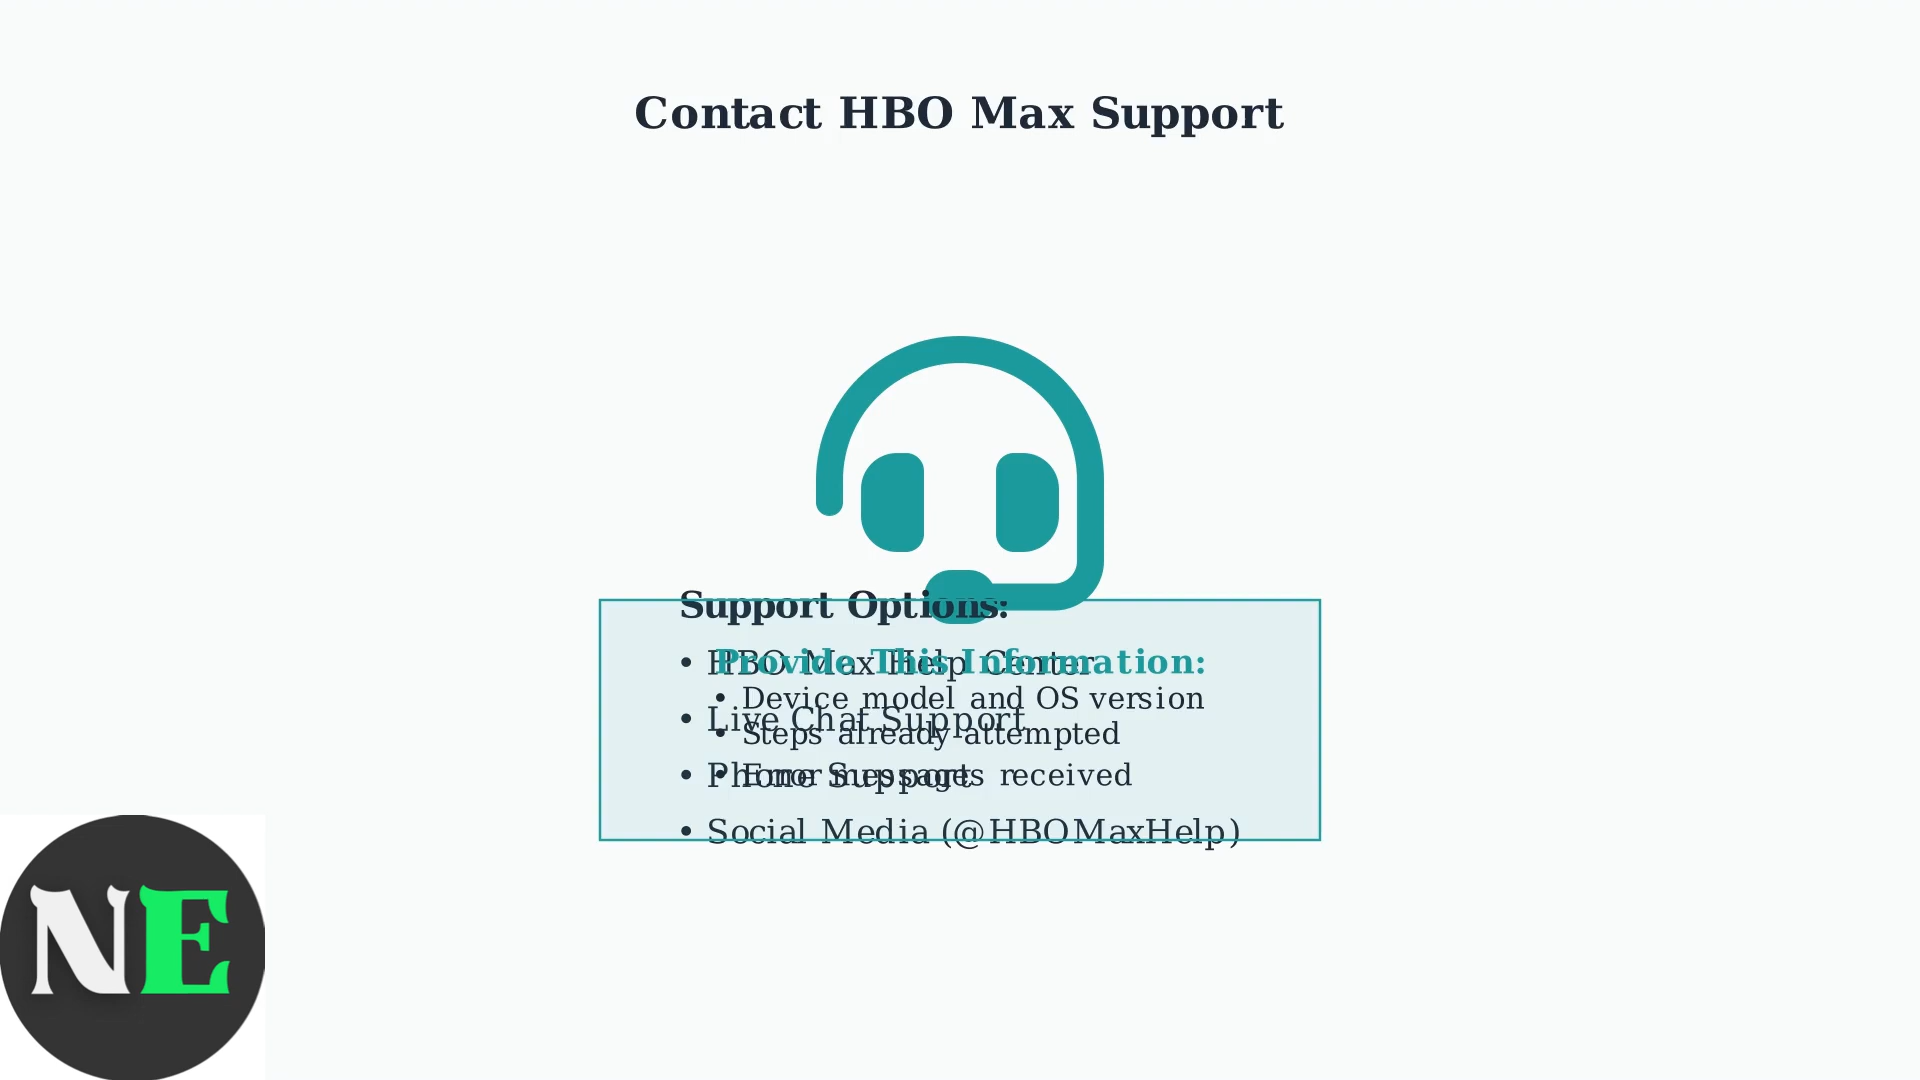 Contact HBO Max Support
Support Options:
• HBO Max Help Center
• Live Chat Support
• Phone Support
• Social Media (@HBOMaxHelp)
Provide This Information:
• Device model and OS version
• Steps already attempted
• Error messages received
NE